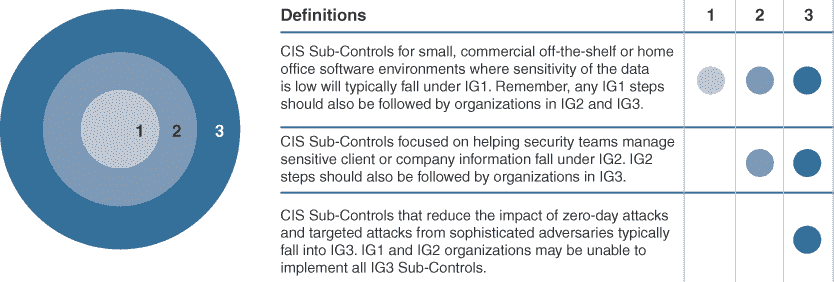 1 2 3
Definitions 1 2 3
CIS Sub-Controls for small, commercial off-the-shelf or home
office software environments where sensitivity of the data
is low will typically fall under IG1. Remember, any IG1 steps
should also be followed by organizations in IG2 and IG3.
CIS Sub-Controls focused on helping security teams manage
sensitive client or company information fall under IG2. IG2
steps should also be followed by organizations in IG3.
CIS Sub-Controls that reduce the impact of zero-day attacks
and targeted attacks from sophisticated adversaries typically
fall into IG3. IG1 and IG2 organizations may be unable to
implement all IG3 Sub-Controls.